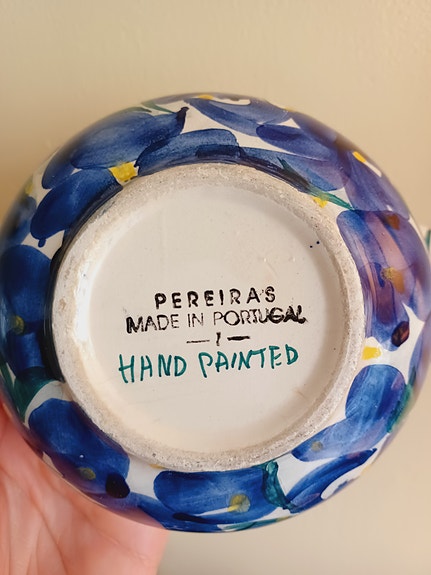 PEREIRA'S
MADE IN PORTUGAL
— 1 —
HAND PAINTED